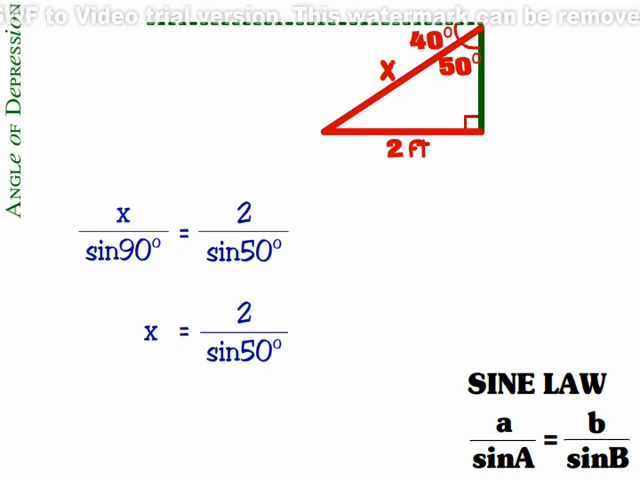 DF to Video trial version. This watermark can be remove
ANGLE OF DEPRESSION
40°
50°
X
2 FT
x/sin90° = 2/sin50°
x = 2/sin50°
SINE LAW
a/sinA = b/sinB